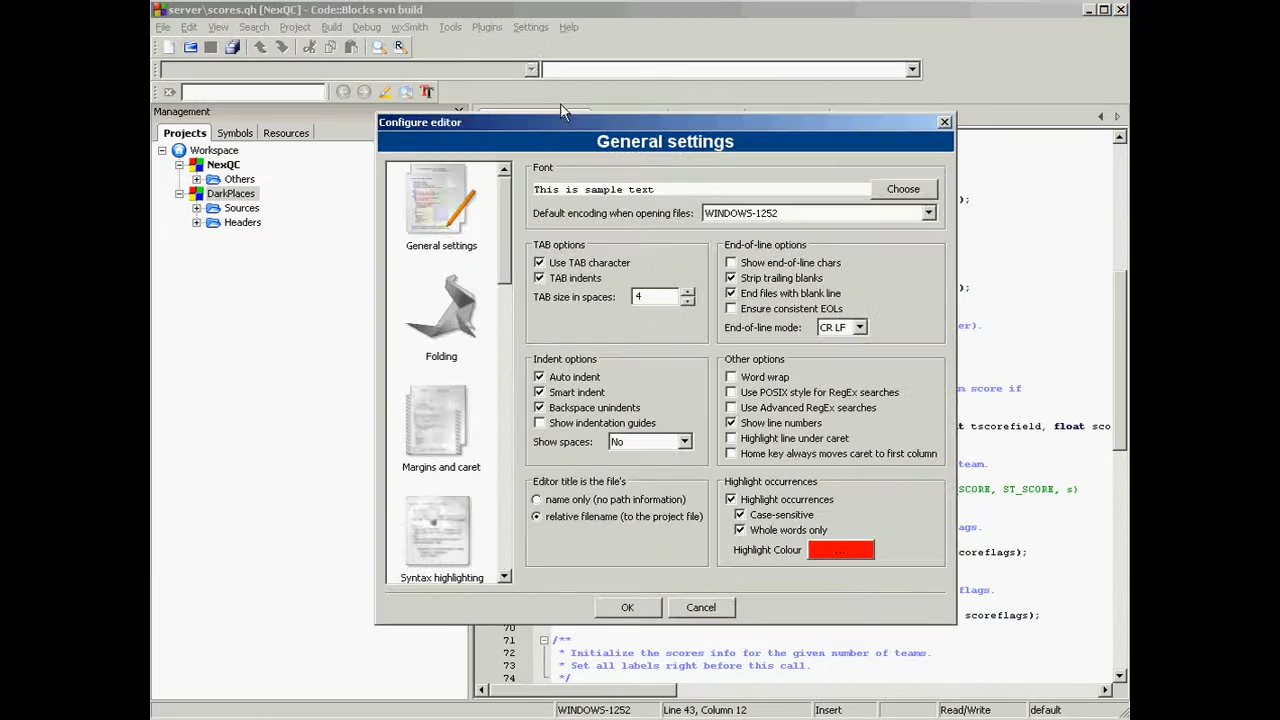 server\scores.qh [NexQC] - Code::Blocks svn build
File Edit View Search Project Build Debug wxSmith Tools Plugins Settings Help
Management
Projects Symbols Resources
Workspace
NexQC
Others
DarkPlaces
Sources
Headers
Configure editor
General settings
General settings
Folding
Margins and caret
Syntax highlighting
Font
This is sample text
Choose
Default encoding when opening files: WINDOWS-1252
TAB options
Use TAB character
TAB indents
TAB size in spaces: 4
End-of-line options
Show end-of-line chars
Strip trailing blanks
End files with blank line
Ensure consistent EOLs
End-of-line mode: CR LF
Indent options
Auto indent
Smart indent
Backspace unindents
Show indentation guides
Show spaces: No
Other options
Word wrap
Use POSIX style for RegEx searches
Use Advanced RegEx searches
Show line numbers
Highlight line under caret
Home key always moves caret to first column
Editor title is the file's
name only (no path information)
relative filename (to the project file)
Highlight occurrences
Highlight occurrences
Case-sensitive
Whole words only
Highlight Colour ...
OK Cancel
);
);
er).
m score if
t tscorefield, float sco
team.
_SCORE, ST_SCORE, s)
ags.
coreflags);
flags.
scoreflags);
70
71 /**
72 * Initialize the scores info for the given number of teams.
73 * Set all labels right before this call.
74 */
WINDOWS-1252 Line 43, Column 12 Insert Read/Write default